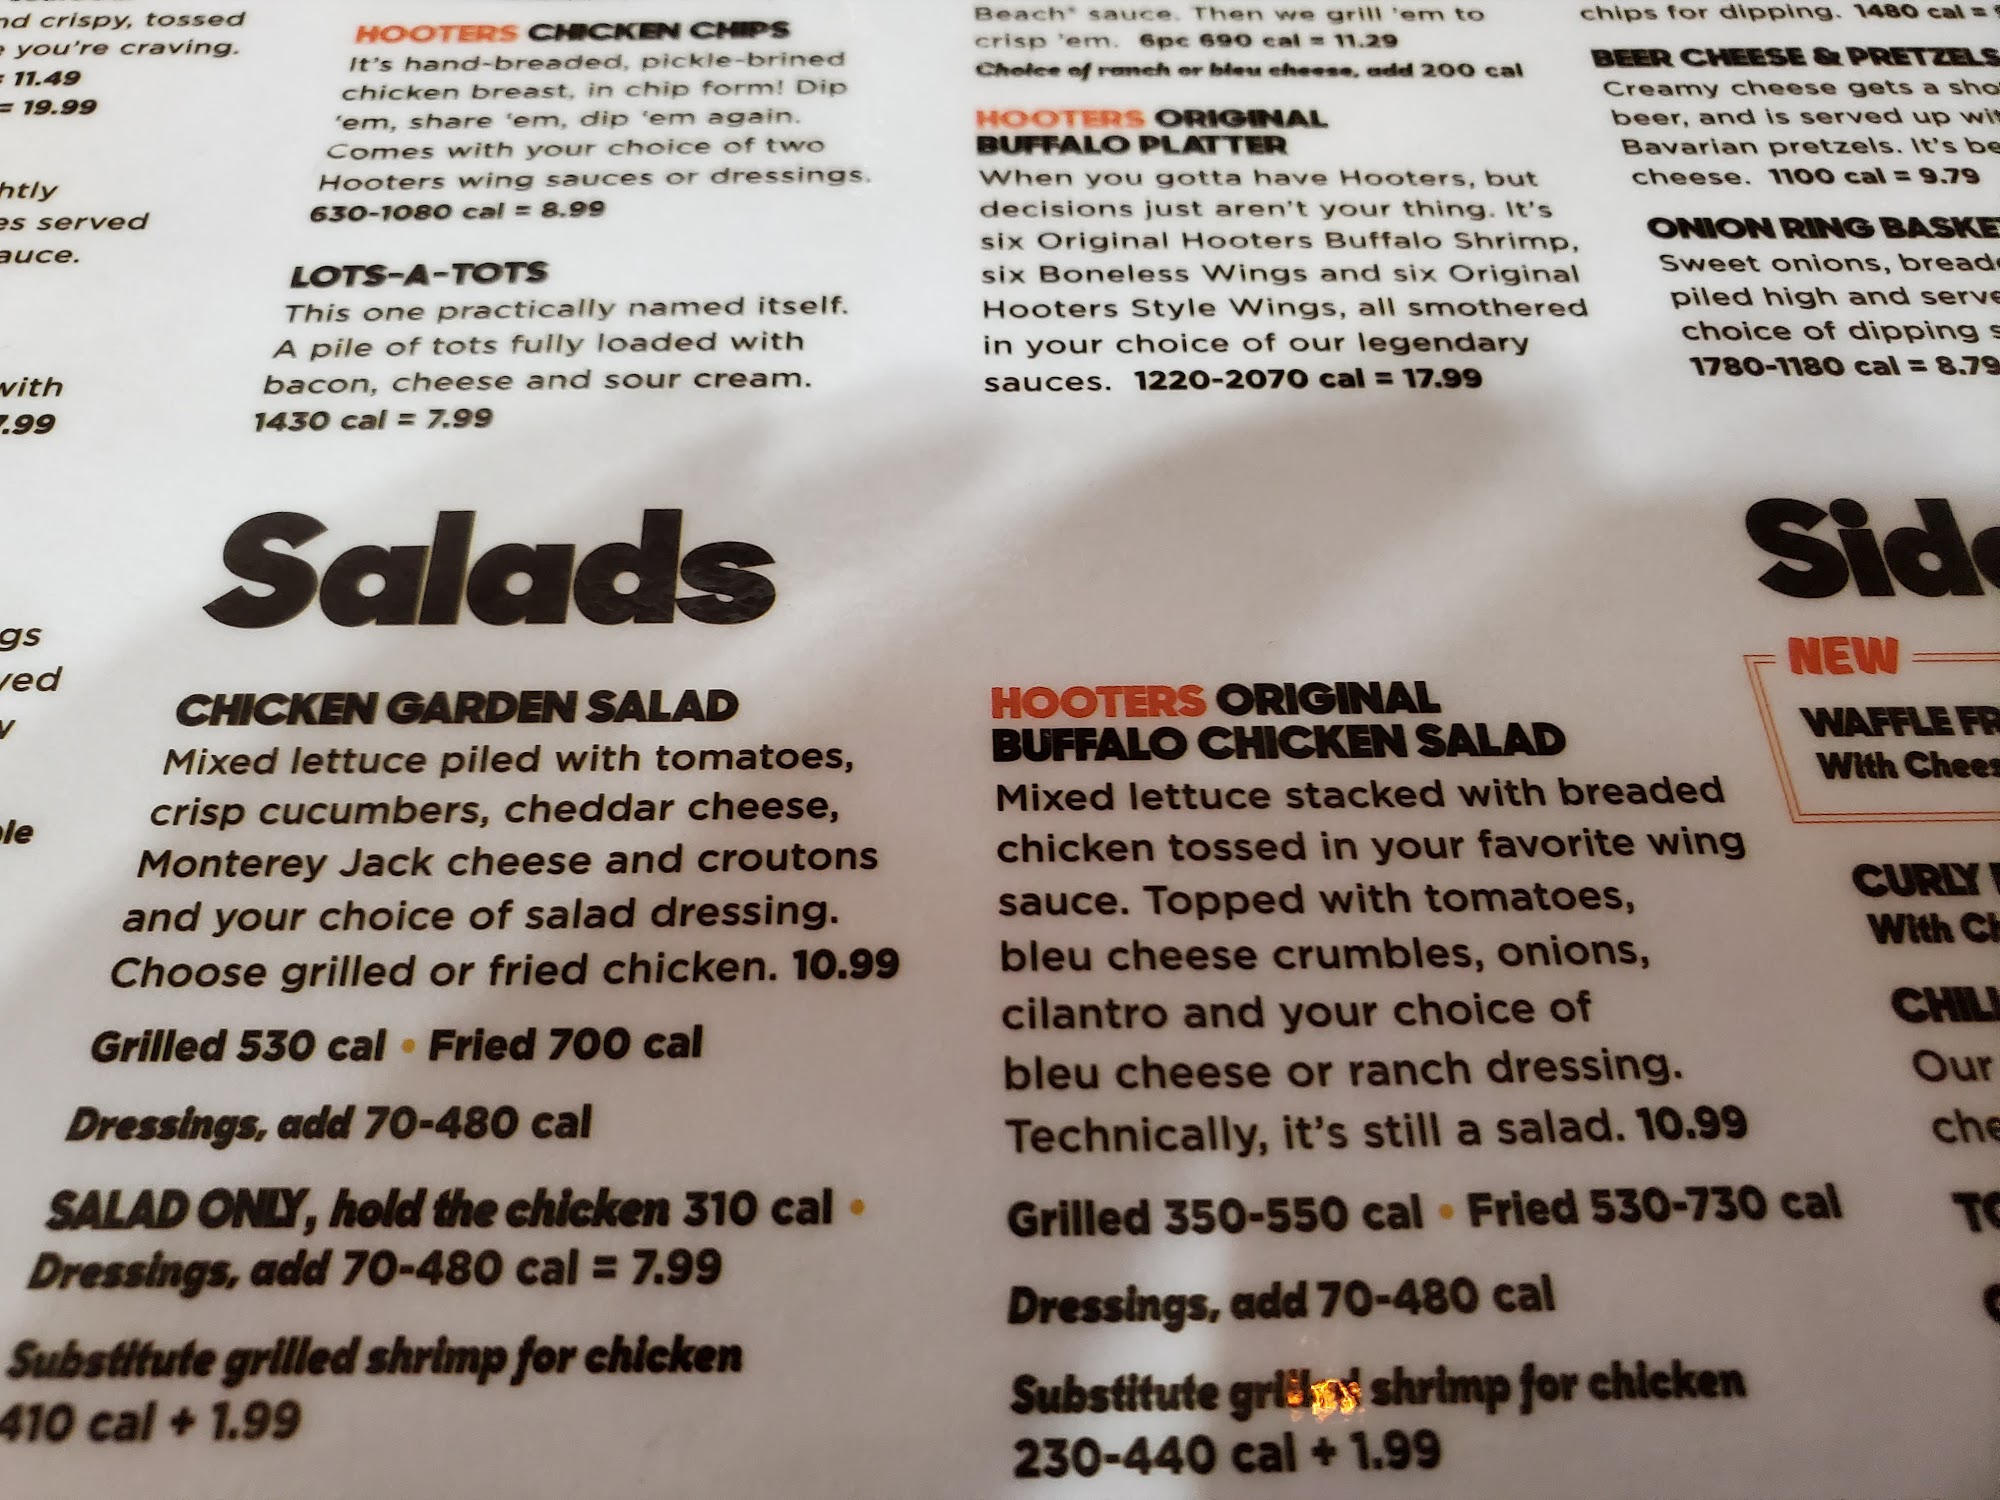 nd crispy, tossed
you're craving.
= 11.49
= 19.99
htly
es served
auce.
with
7.99
gs
ved
y
ole
HOOTERS CHICKEN CHIPS
It's hand-breaded, pickle-brined
chicken breast, in chip form! Dip
'em, share 'em, dip 'em again.
Comes with your choice of two
Hooters wing sauces or dressings.
630-1080 cal = 8.99
LOTS-A-TOTS
This one practically named itself.
A pile of tots fully loaded with
bacon, cheese and sour cream.
1430 cal = 7.99
Beach* sauce. Then we grill 'em to
crisp 'em. 6pc 690 cal = 11.29
Choice of ranch or bleu cheese, add 200 cal
HOOTERS ORIGINAL
BUFFALO PLATTER
When you gotta have Hooters, but
decisions just aren't your thing. It's
six Original Hooters Buffalo Shrimp,
six Boneless Wings and six Original
Hooters Style Wings, all smothered
in your choice of our legendary
sauces. 1220-2070 cal = 17.99
chips for dipping. 1480 cal =
BEER CHEESE & PRETZELS
Creamy cheese gets a sho
beer, and is served up wit
Bavarian pretzels. It's be
cheese. 1100 cal = 9.79
ONION RING BASKE
Sweet onions, bread
piled high and serve
choice of dipping s
1780-1180 cal = 8.79
Salads
CHICKEN GARDEN SALAD
Mixed lettuce piled with tomatoes,
crisp cucumbers, cheddar cheese,
Monterey Jack cheese and croutons
and your choice of salad dressing.
Choose grilled or fried chicken. 10.99
Grilled 530 cal • Fried 700 cal
Dressings, add 70-480 cal
SALAD ONLY, hold the chicken 310 cal •
Dressings, add 70-480 cal = 7.99
Substitute grilled shrimp for chicken
410 cal + 1.99
HOOTERS ORIGINAL
BUFFALO CHICKEN SALAD
Mixed lettuce stacked with breaded
chicken tossed in your favorite wing
sauce. Topped with tomatoes,
bleu cheese crumbles, onions,
cilantro and your choice of
bleu cheese or ranch dressing.
Technically, it's still a salad. 10.99
Grilled 350-550 cal • Fried 530-730 cal
Dressings, add 70-480 cal
Substitute grilled shrimp for chicken
230-440 cal + 1.99
Side
NEW
WAFFLE FR
With Chees
CURLY F
With Ch
CHILI
Our
che
TO